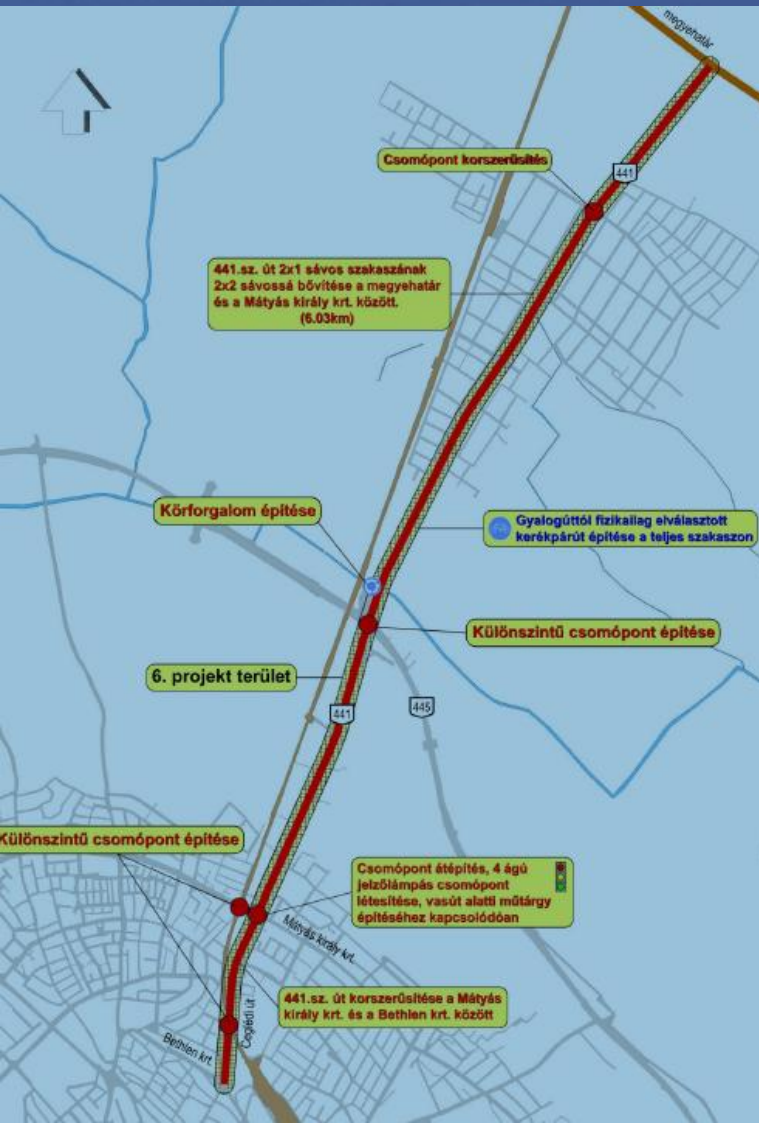 megyehatár
Csomópont korszerűsítés
441
441.sz. út 2x1 sávos szakaszának
2x2 sávossá bővítése a megyehatár
és a Mátyás király krt. között.
(6.03km)
Körforgalom építése
Gyalogúttól fizikailag elválasztott
kerékpárút építése a teljes szakaszon
Különszintű csomópont építése
6. projekt terület
441
445
Különszintű csomópont építése
Csomópont átépítés, 4 ágú
jelzőlámpás csomópont
létesítése, vasút alatti műtárgy
építéséhez kapcsolódóan
Mátyás király krt.
441.sz. út korszerűsítése a Mátyás
király krt. és a Bethlen krt. között
Ceglédi út
Bethlen krt.